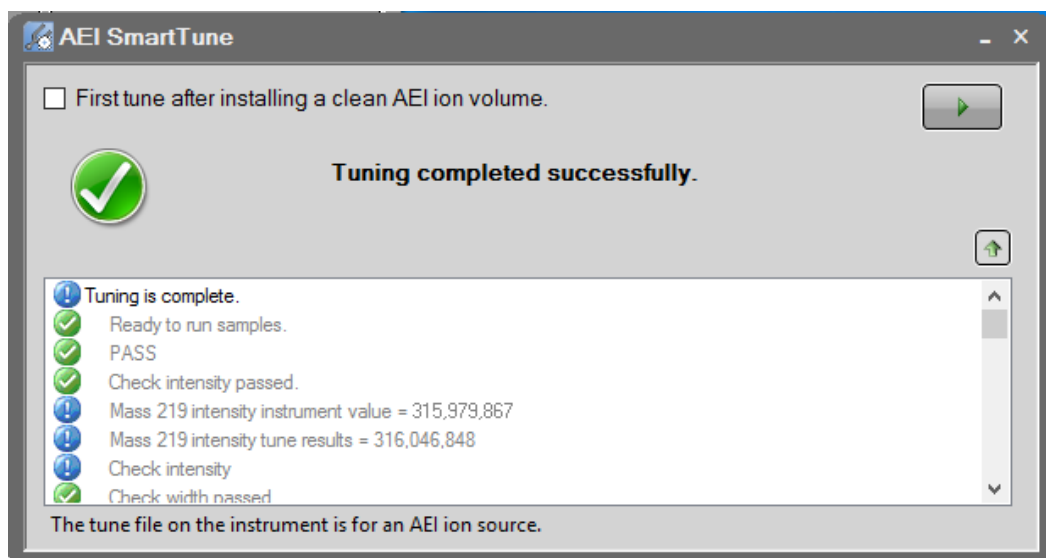 AEI SmartTune
First tune after installing a clean AEI ion volume.
Tuning completed successfully.
Tuning is complete.
Ready to run samples.
PASS
Check intensity passed.
Mass 219 intensity instrument value = 315,979,867
Mass 219 intensity tune results = 316,046,848
Check intensity
Check width passed
The tune file on the instrument is for an AEI ion source.